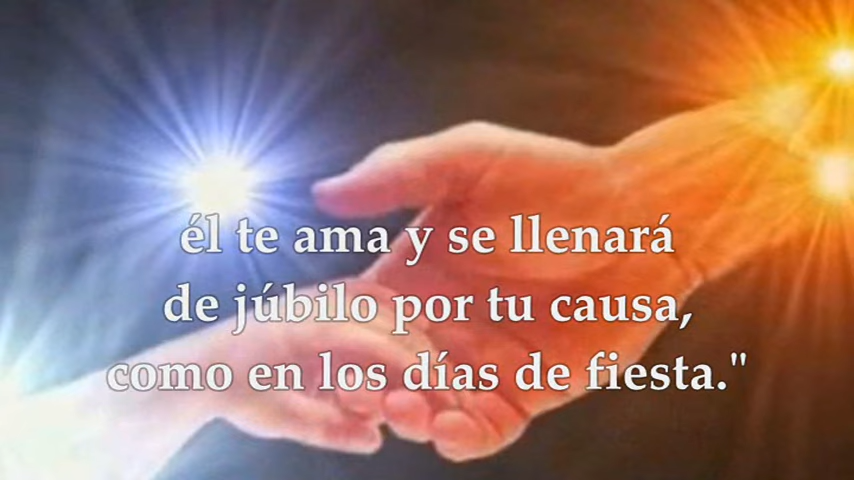 él te ama y se llenará
de júbilo por tu causa,
como en los días de fiesta."